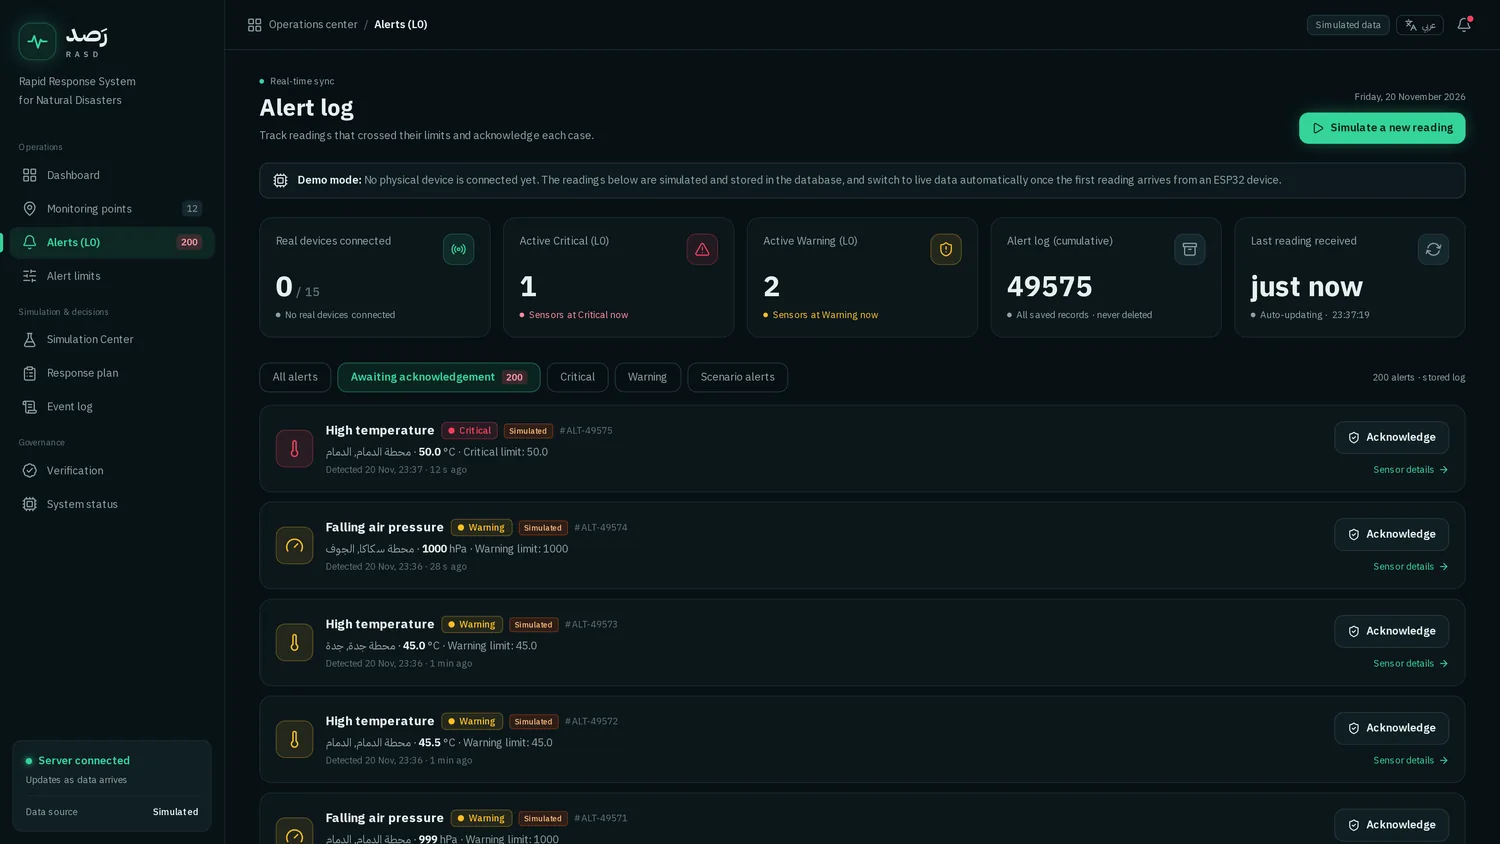 رَصد
RASD
Rapid Response System
for Natural Disasters
Operations
Dashboard
Monitoring points 12
Alerts (L0) 200
Alert limits
Simulation & decisions
Simulation Center
Response plan
Event log
Governance
Verification
System status
Server connected
Updates as data arrives
Data source Simulated
Operations center / Alerts (L0)
Simulated data
عربي
Real-time sync
Alert log
Track readings that crossed their limits and acknowledge each case.
Friday, 20 November 2026
Simulate a new reading
Demo mode: No physical device is connected yet. The readings below are simulated and stored in the database, and switch to live data automatically once the first reading arrives from an ESP32 device.
Real devices connected
0 / 15
No real devices connected
Active Critical (L0)
1
Sensors at Critical now
Active Warning (L0)
2
Sensors at Warning now
Alert log (cumulative)
49575
All saved records · never deleted
Last reading received
just now
Auto-updating · 23:37:19
All alerts
Awaiting acknowledgement 200
Critical
Warning
Scenario alerts
200 alerts · stored log
High temperature Critical Simulated #ALT-49575
محطة الدمام, الدمام · 50.0 °C · Critical limit: 50.0
Detected 20 Nov, 23:37 · 12 s ago
Acknowledge
Sensor details →
Falling air pressure Warning Simulated #ALT-49574
محطة سكاكا, الجوف · 1000 hPa · Warning limit: 1000
Detected 20 Nov, 23:36 · 28 s ago
Acknowledge
Sensor details →
High temperature Warning Simulated #ALT-49573
محطة جدة, جدة · 45.0 °C · Warning limit: 45.0
Detected 20 Nov, 23:36 · 1 min ago
Acknowledge
Sensor details →
High temperature Warning Simulated #ALT-49572
محطة الدمام, الدمام · 45.5 °C · Warning limit: 45.0
Detected 20 Nov, 23:36 · 1 min ago
Acknowledge
Sensor details →
Falling air pressure Warning Simulated #ALT-49571
محطة الدمام, الدمام · 999 hPa · Warning limit: 1000
Acknowledge